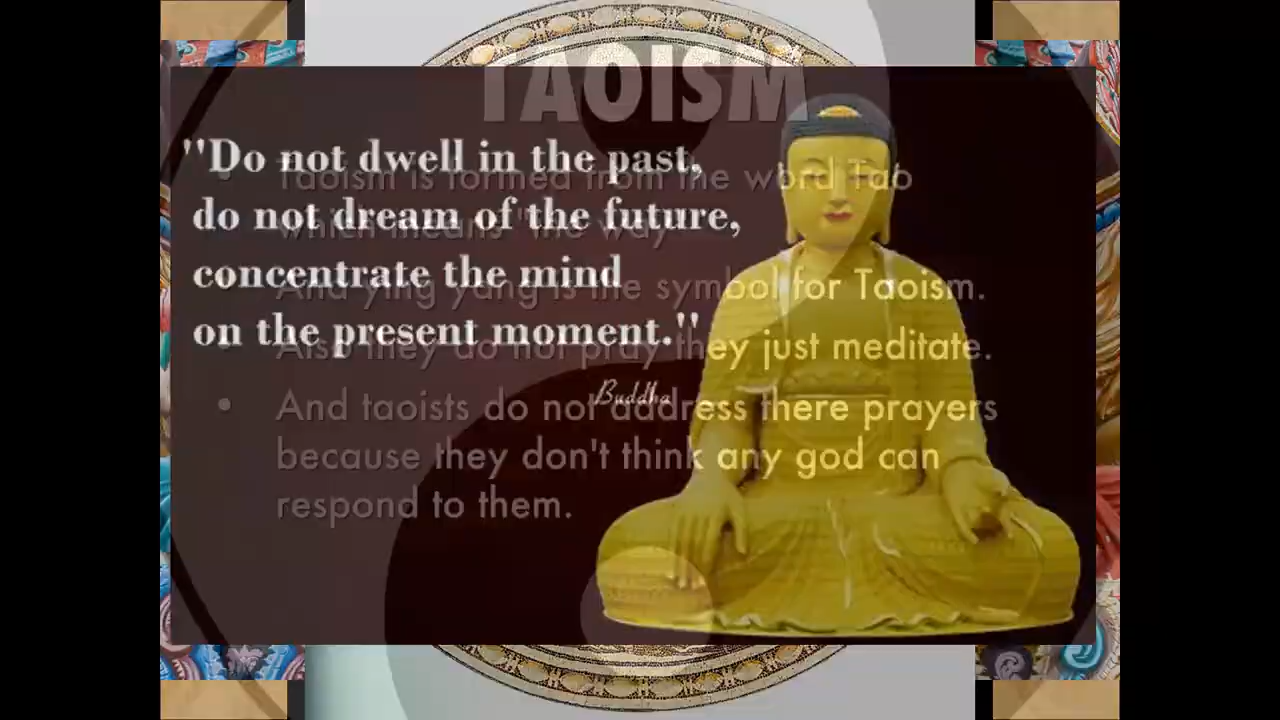 TAOISM
"Do not dwell in the past,
do not dream of the future,
concentrate the mind
on the present moment."
Buddha
• Taoism is formed from the word Tao
which means "the way"
• And ying yang is the symbol for Taoism.
• Also they do not pray they just meditate.
• And taoists do not address there prayers
because they don't think any god can
respond to them.